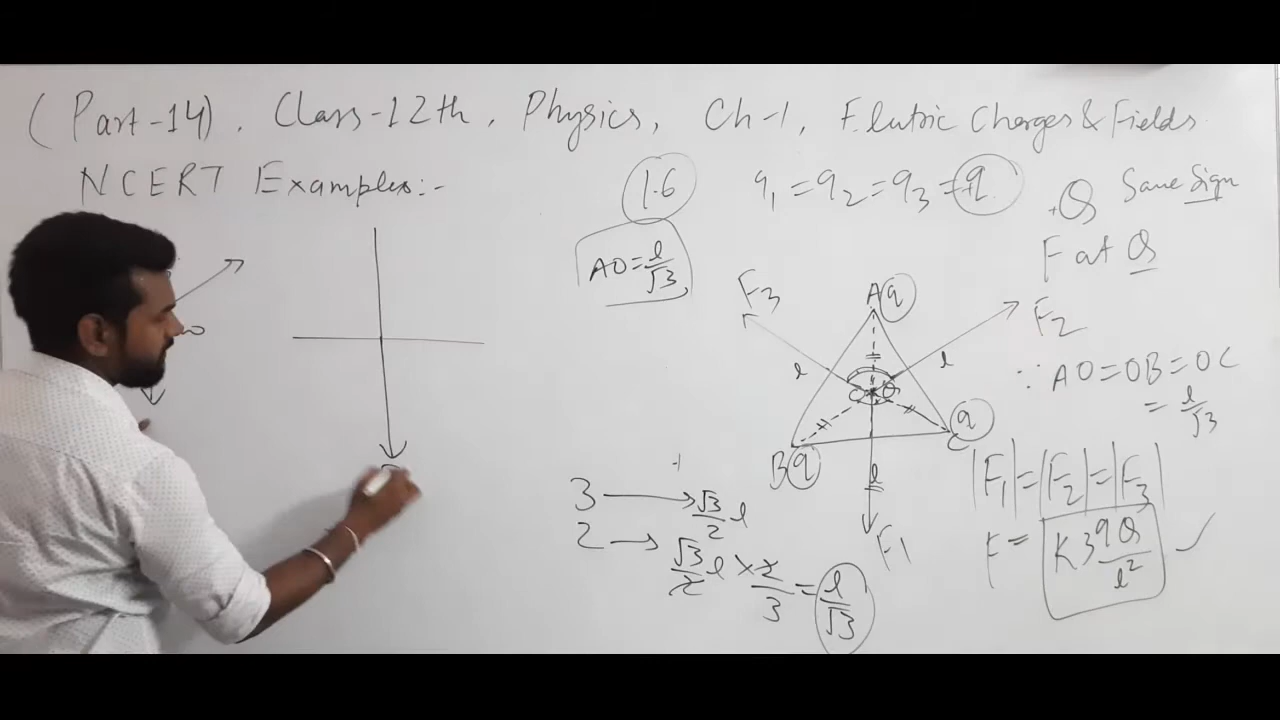 (Part-14), Class-12th, Physics, Ch-1, Electric Charges & Fields
NCERT Examples:-
1.6
q₁ = q₂ = q₃ = q
+Q Same Sign
F at Q
AO = l/√3
F₃
A q
F₂
l
l
O
∵ AO = OB = OC
= l/√3
B q
C q
l
F₁
|F₁| = |F₂| = |F₃|
F = K3qQ/l²
3 → √3/2 l
2 → √3/2 l × 2/3 = l/√3